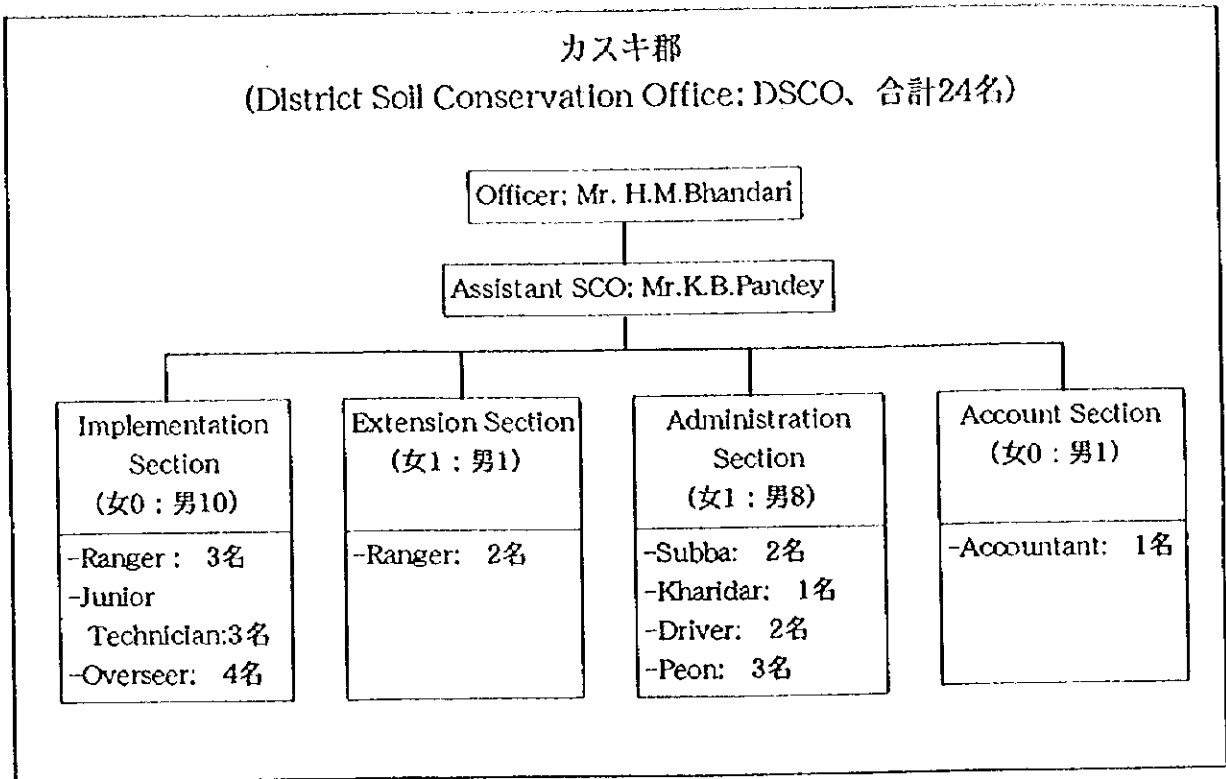 カスキ郡
(District Soil Conservation Office: DSCO、合計24名)
Officer: Mr. H.M.Bhandari
Assistant SCO: Mr.K.B.Pandey
Implementation
Section
(女0：男10)
-Ranger： 3名
-Junior
Technician:3名
-Overseer: 4名
Extension Section
(女1：男1)
-Ranger: 2名
Administration
Section
(女1：男8)
-Subba: 2名
-Kharidar: 1名
-Driver: 2名
-Peon: 3名
Account Section
(女0：男1)
-Accountant: 1名